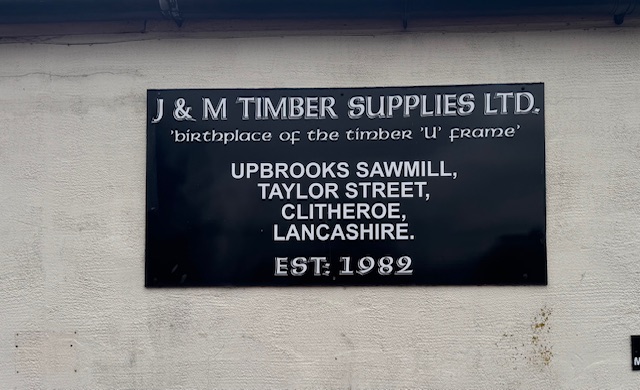 J & M TIMBER SUPPLIES LTD.
'birthplace of the timber 'U' frame'
UPBROOKS SAWMILL,
TAYLOR STREET,
CLITHEROE,
LANCASHIRE.
EST: 1982
M